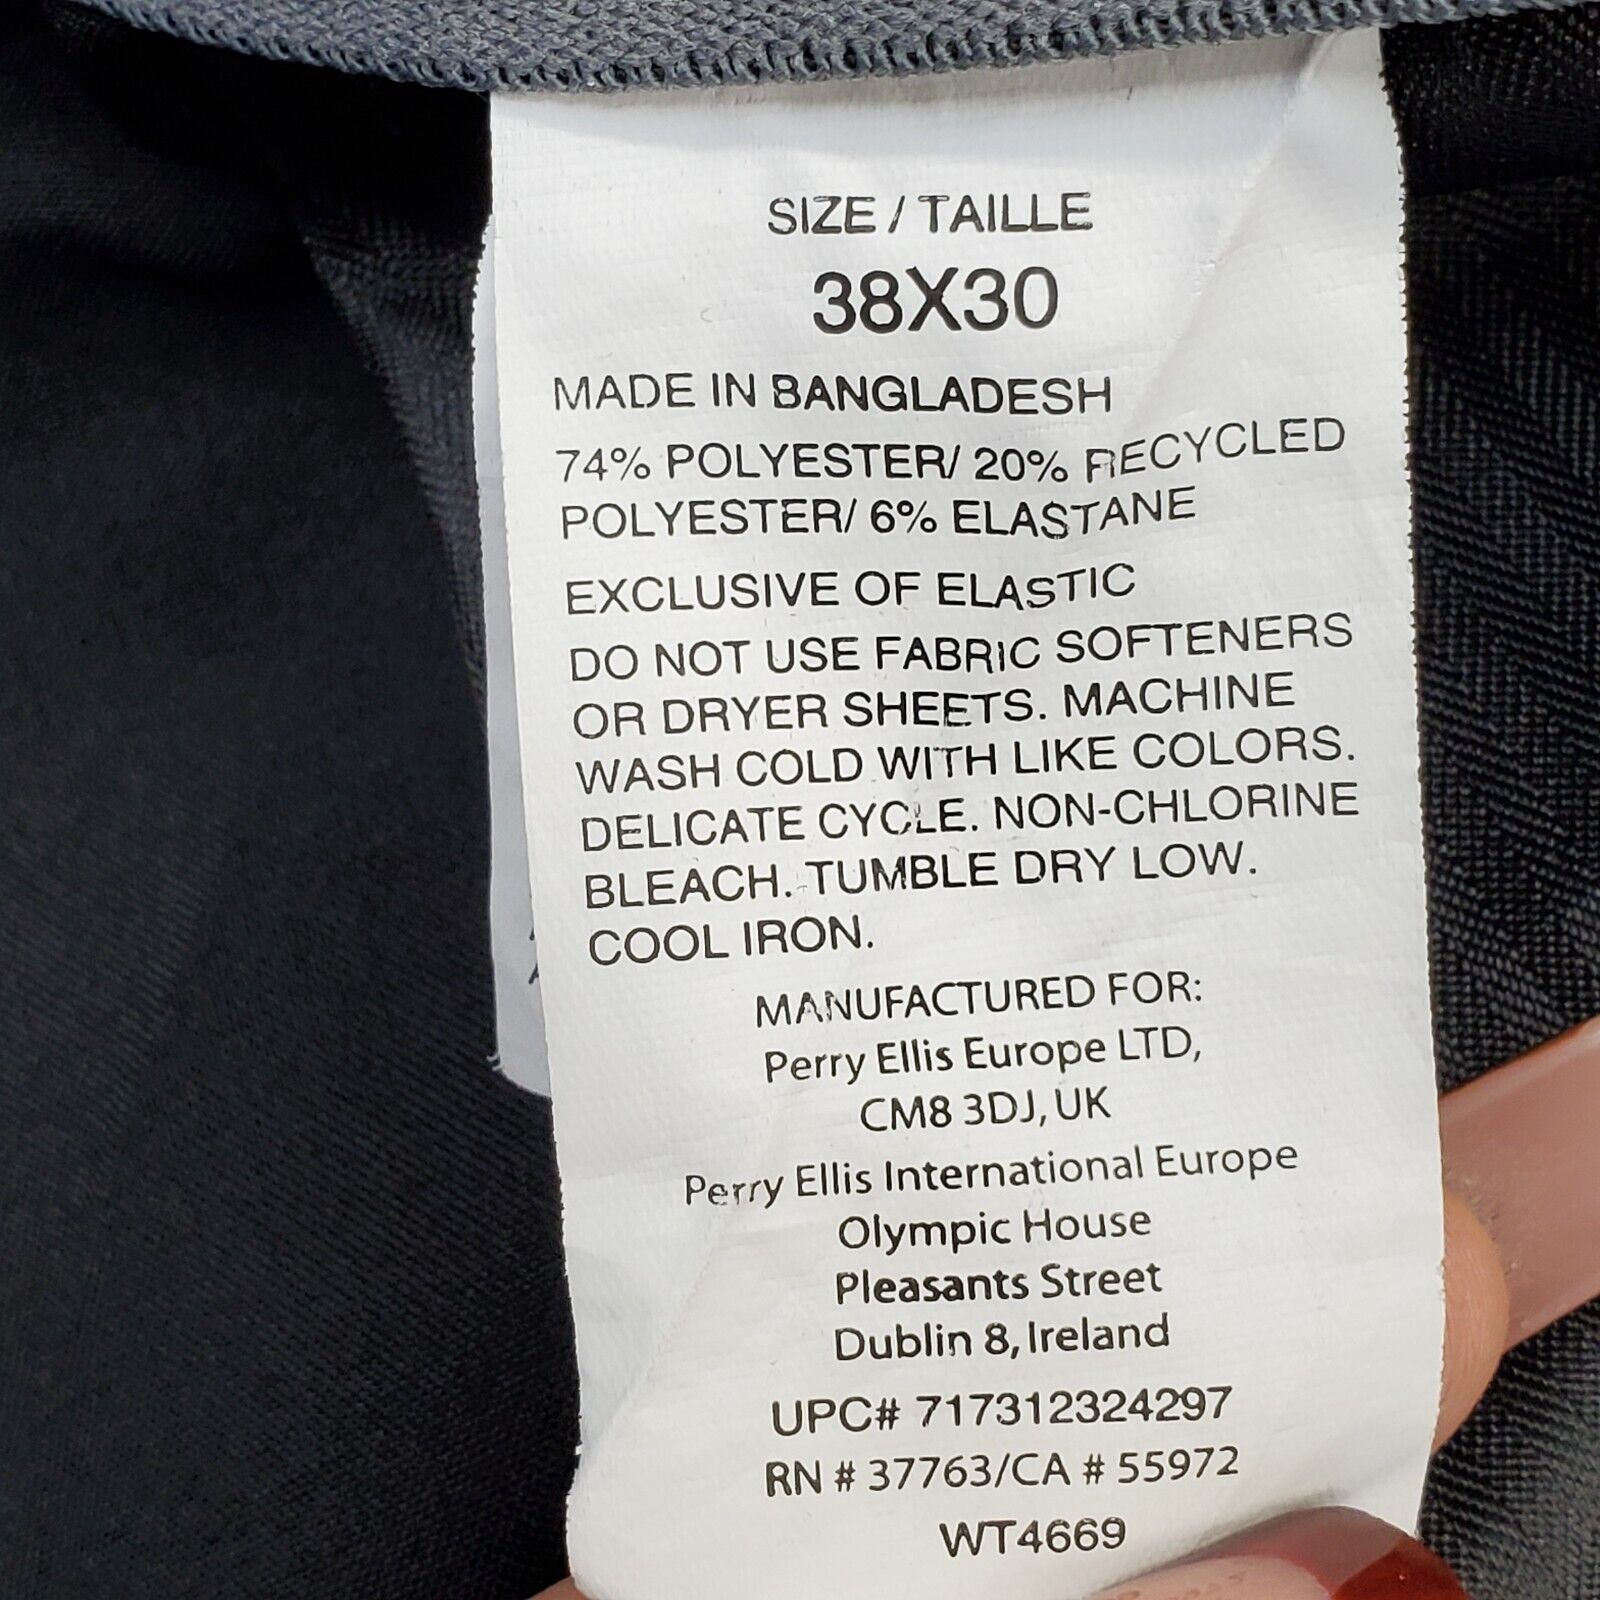 SIZE / TAILLE
38X30
MADE IN BANGLADESH
74% POLYESTER/ 20% RECYCLED
POLYESTER/ 6% ELASTANE
EXCLUSIVE OF ELASTIC
DO NOT USE FABRIC SOFTENERS
OR DRYER SHEETS. MACHINE
WASH COLD WITH LIKE COLORS.
DELICATE CYCLE. NON-CHLORINE
BLEACH. TUMBLE DRY LOW.
COOL IRON.
MANUFACTURED FOR:
Perry Ellis Europe LTD,
CM8 3DJ, UK
Perry Ellis International Europe
Olympic House
Pleasants Street
Dublin 8, Ireland
UPC# 717312324297
RN # 37763/CA # 55972
WT4669